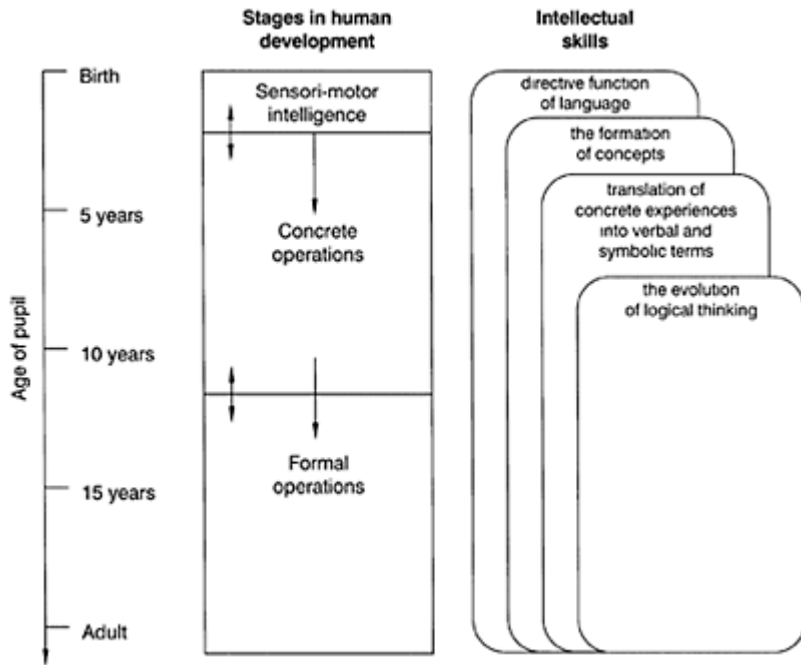 Stages in human
development
Intellectual
skills
Age of pupil
Birth
5 years
10 years
15 years
Adult
Sensori-motor
intelligence
Concrete
operations
Formal
operations
directive function
of language
the formation
of concepts
translation of
concrete experiences
into verbal and
symbolic terms
the evolution
of logical thinking